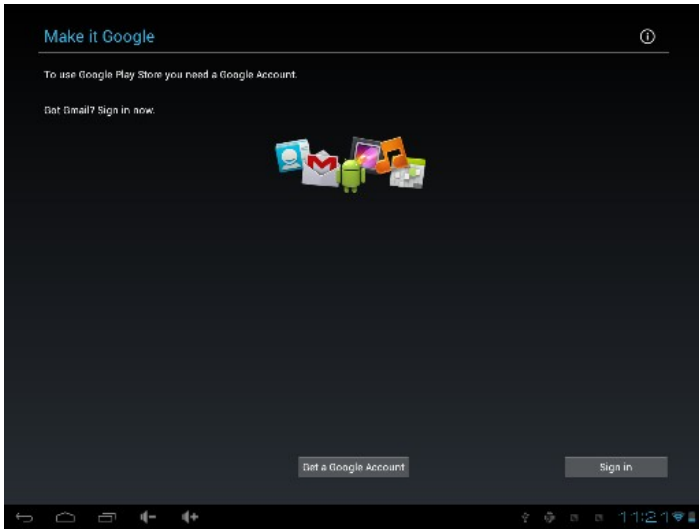 Make it Google
To use Google Play Store you need a Google Account.
Got Gmail? Sign in now.
Get a Google Account
Sign in
11:21